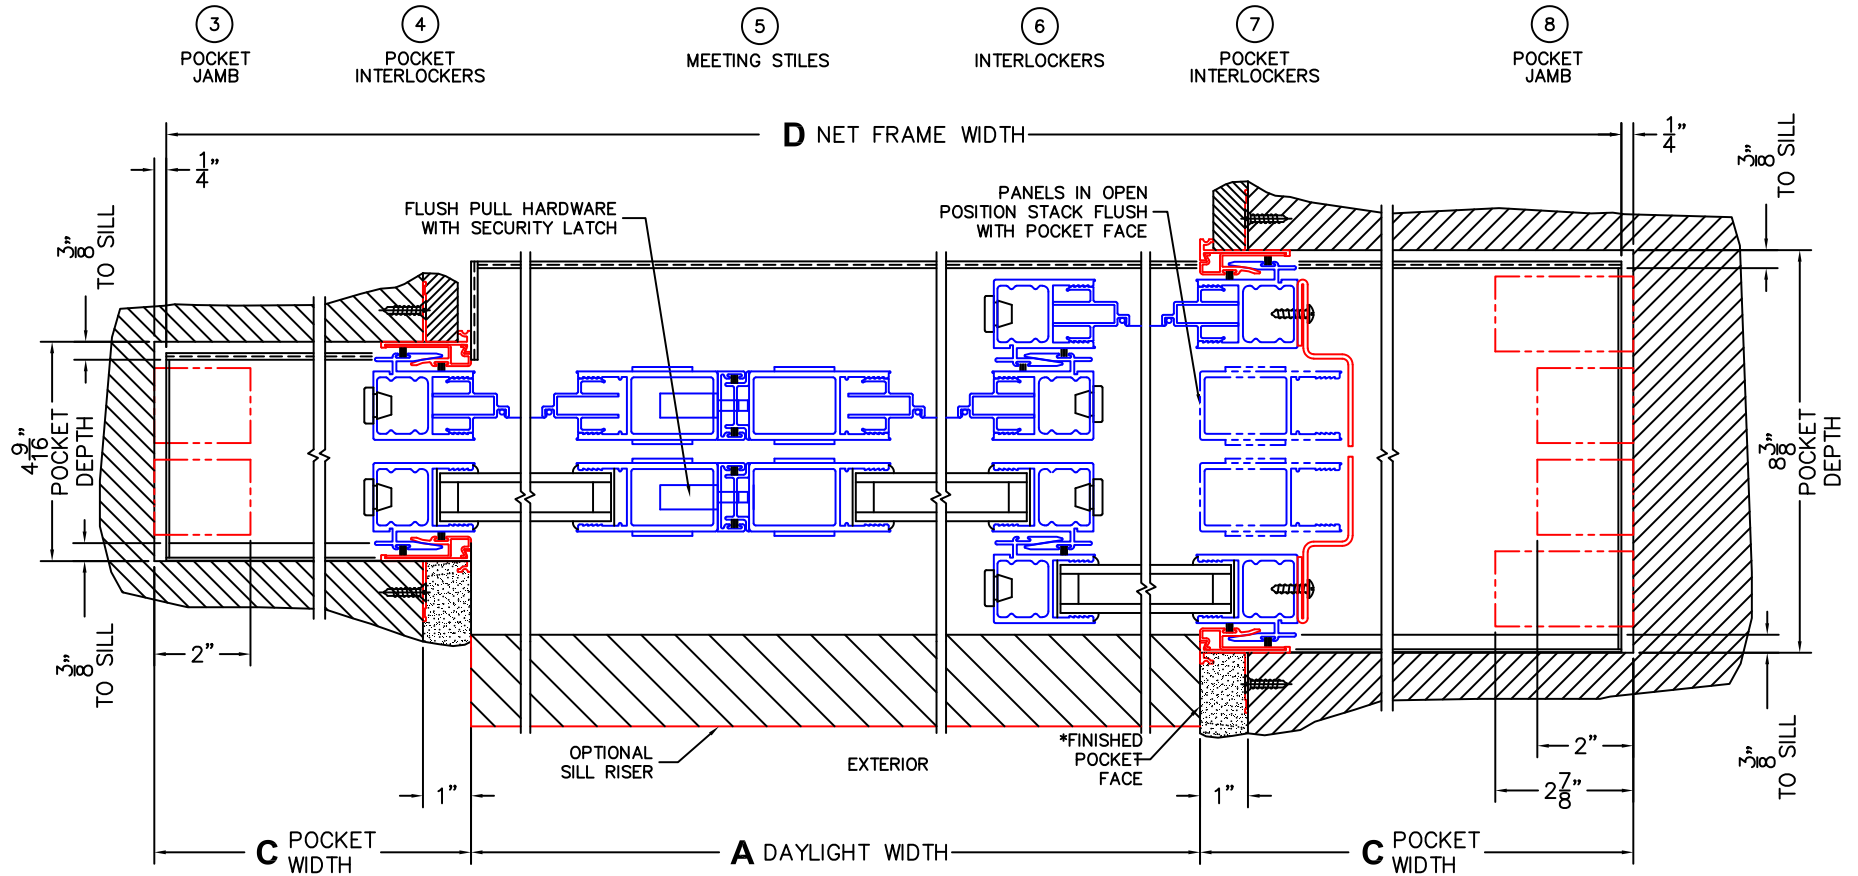 3
POCKET
JAMB
4
POCKET
INTERLOCKERS
5
MEETING STILES
6
INTERLOCKERS
7
POCKET
INTERLOCKERS
8
POCKET
JAMB
D NET FRAME WIDTH
1/4"
1/4"
3/8"
TO SILL
3/8"
TO SILL
FLUSH PULL HARDWARE
WITH SECURITY LATCH
PANELS IN OPEN
POSITION STACK FLUSH
WITH POCKET FACE
4 9/16"
POCKET
DEPTH
8 3/8"
POCKET
DEPTH
2"
3/8"
TO SILL
OPTIONAL
SILL RISER
EXTERIOR
*FINISHED
POCKET
FACE
2"
2 7/8"
3/8"
TO SILL
1"
1"
C POCKET
WIDTH
A DAYLIGHT WIDTH
C POCKET
WIDTH